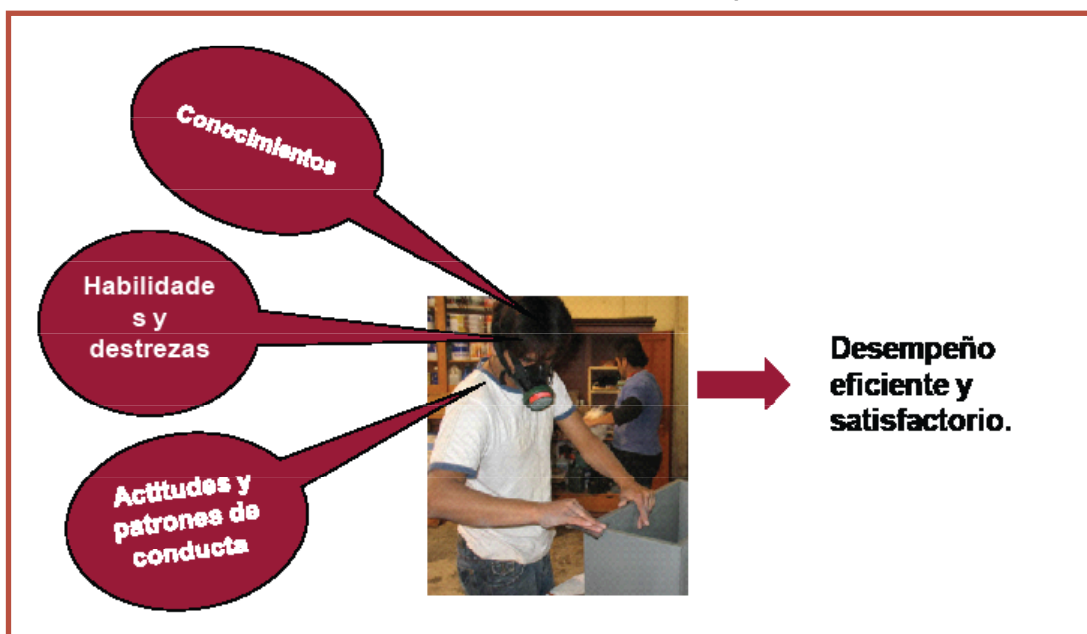 Conocimientos
Habilidade
s y
destrezas
Actitudes y
patrones de
conducta
Desempeño
eficiente y
satisfactorio.